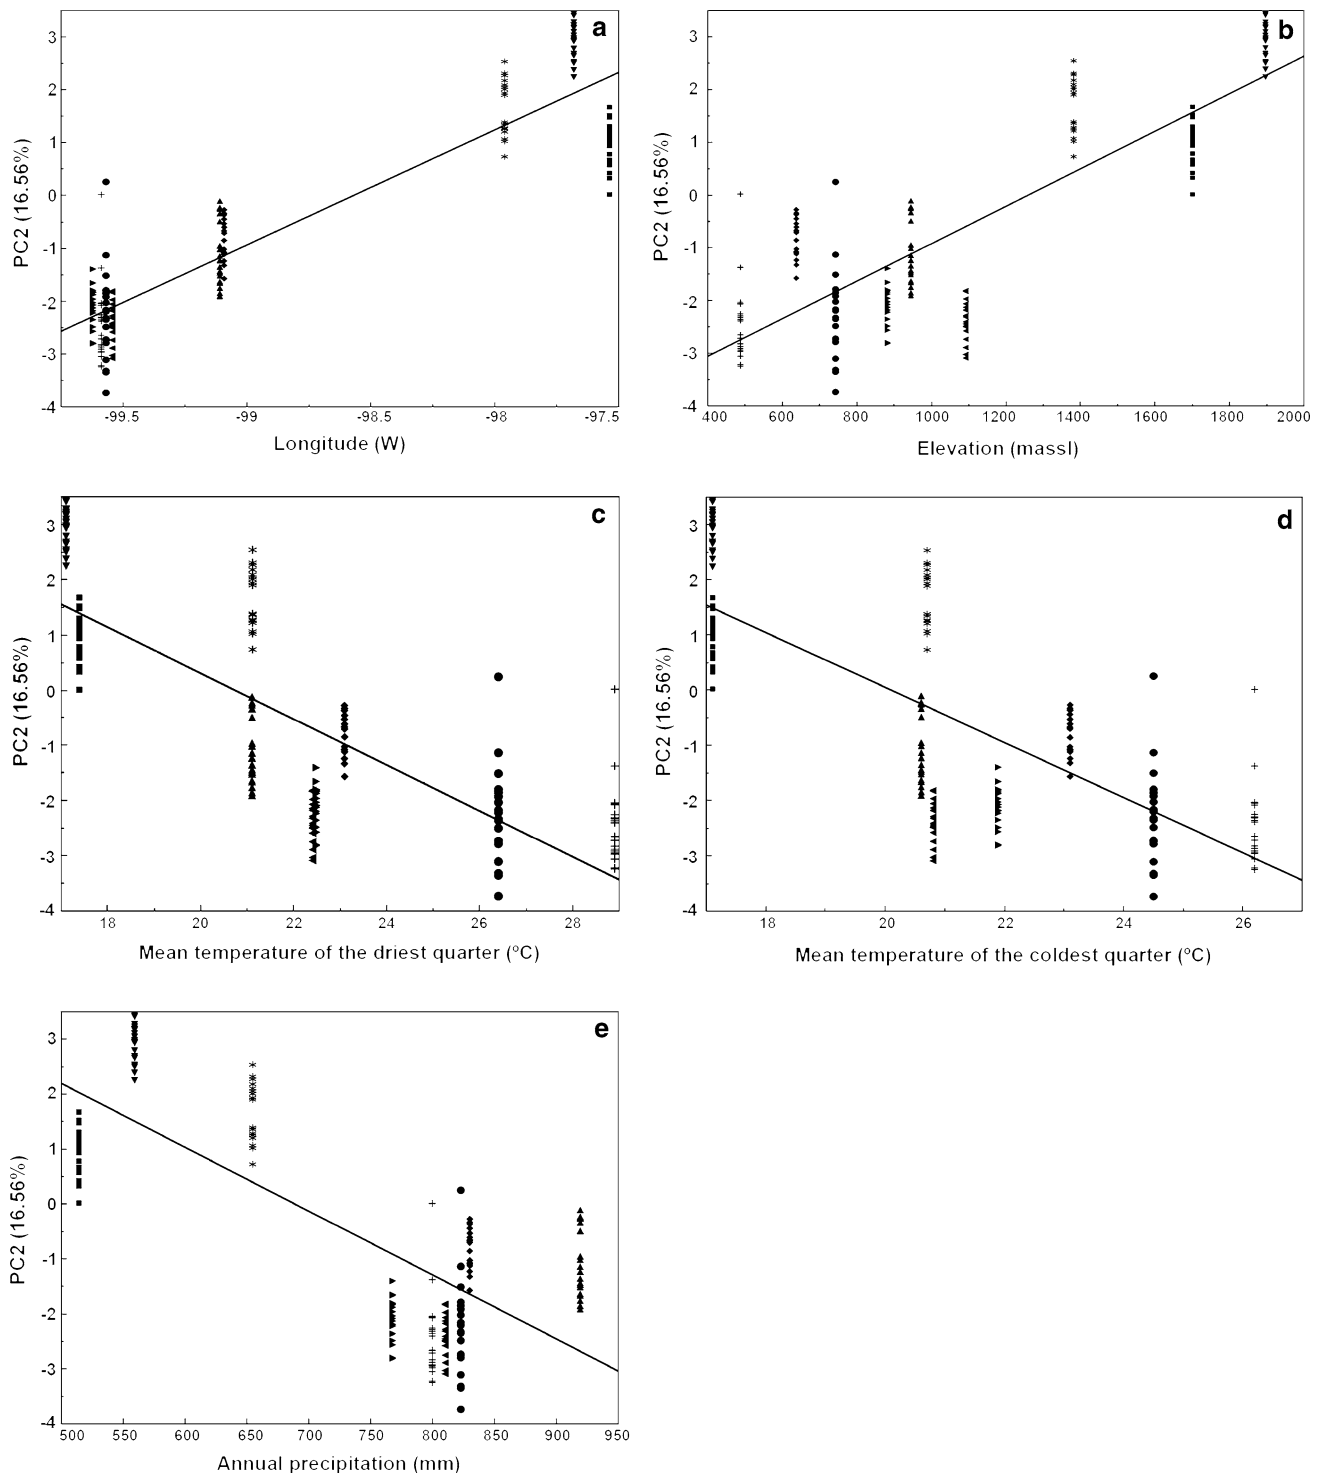 a
3
2
1
0
-1
-2
-3
-4
PC2 (16.56%)
-99.5 -99 -98.5 -98 -97.5
Longitude (W)
b
3
2
1
0
-1
-2
-3
-4
PC2 (16.56%)
400 600 800 1000 1200 1400 1600 1800 2000
Elevation (massl)
c
3
2
1
0
-1
-2
-3
-4
PC2 (16.56%)
18 20 22 24 26 28
Mean temperature of the driest quarter (ºC)
d
3
2
1
0
-1
-2
-3
-4
PC2 (16.56%)
18 20 22 24 26
Mean temperature of the coldest quarter (ºC)
e
3
2
1
0
-1
-2
-3
-4
PC2 (16.56%)
500 550 600 650 700 750 800 850 900 950
Annual precipitation (mm)